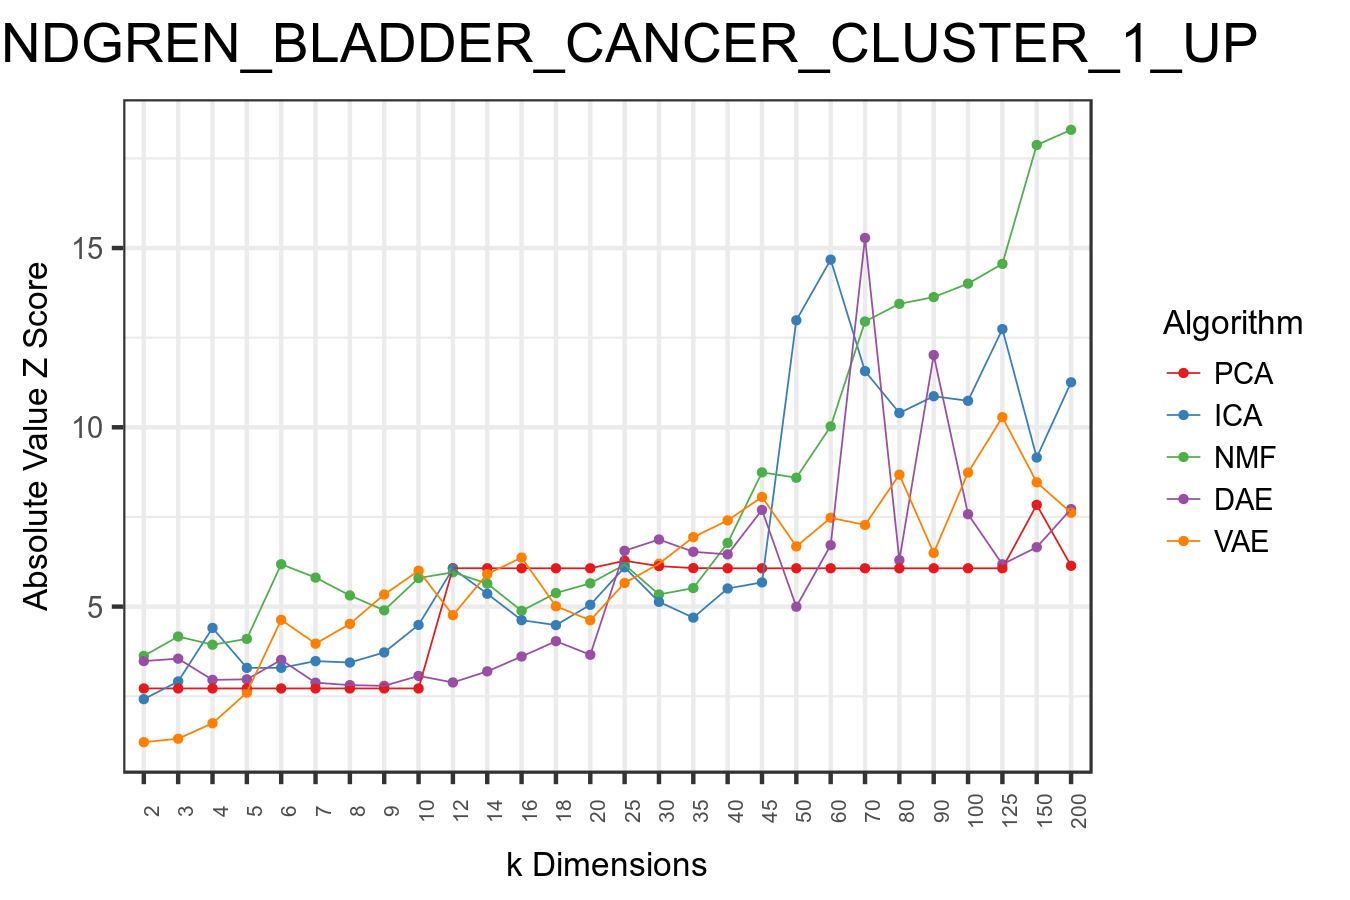 NDGREN_BLADDER_CANCER_CLUSTER_1_UP
Absolute Value Z Score
15
10
5
2 3 4 5 6 7 8 9 10 12 14 16 18 20 25 30 35 40 45 50 60 70 80 90 100 125 150 200
k Dimensions
Algorithm
PCA
ICA
NMF
DAE
VAE